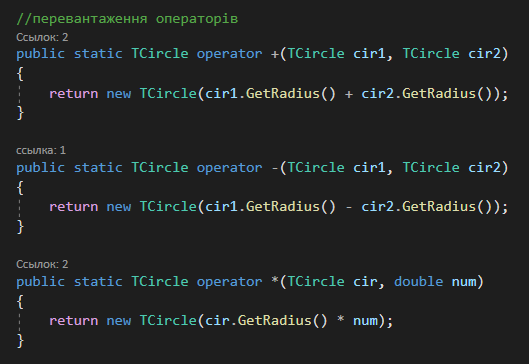 //перевантаження операторів
Ссылок: 2
public static TCircle operator +(TCircle cir1, TCircle cir2)
{
    return new TCircle(cir1.GetRadius() + cir2.GetRadius());
}
ссылка: 1
public static TCircle operator -(TCircle cir1, TCircle cir2)
{
    return new TCircle(cir1.GetRadius() - cir2.GetRadius());
}
Ссылок: 2
public static TCircle operator *(TCircle cir, double num)
{
    return new TCircle(cir.GetRadius() * num);
}